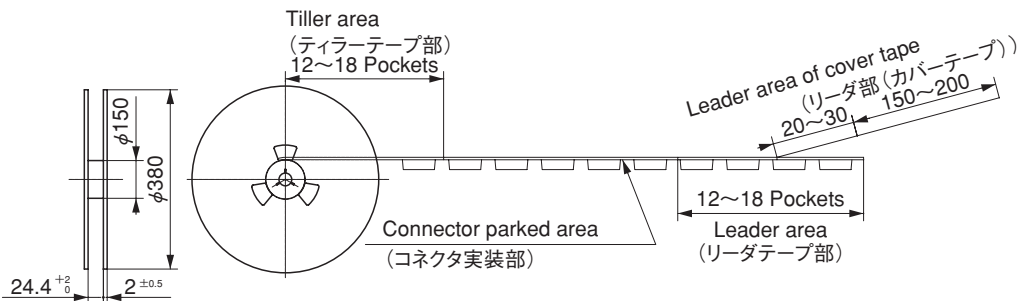 Tiller area
（ティラーテープ部）
12～18 Pockets
Leader area of cover tape
（リーダ部（カバーテープ））
20～30
150～200
φ150
φ380
12～18 Pockets
Leader area
（リーダテープ部）
Connector parked area
（コネクタ実装部）
24.4 +2 0
2 ±0.5